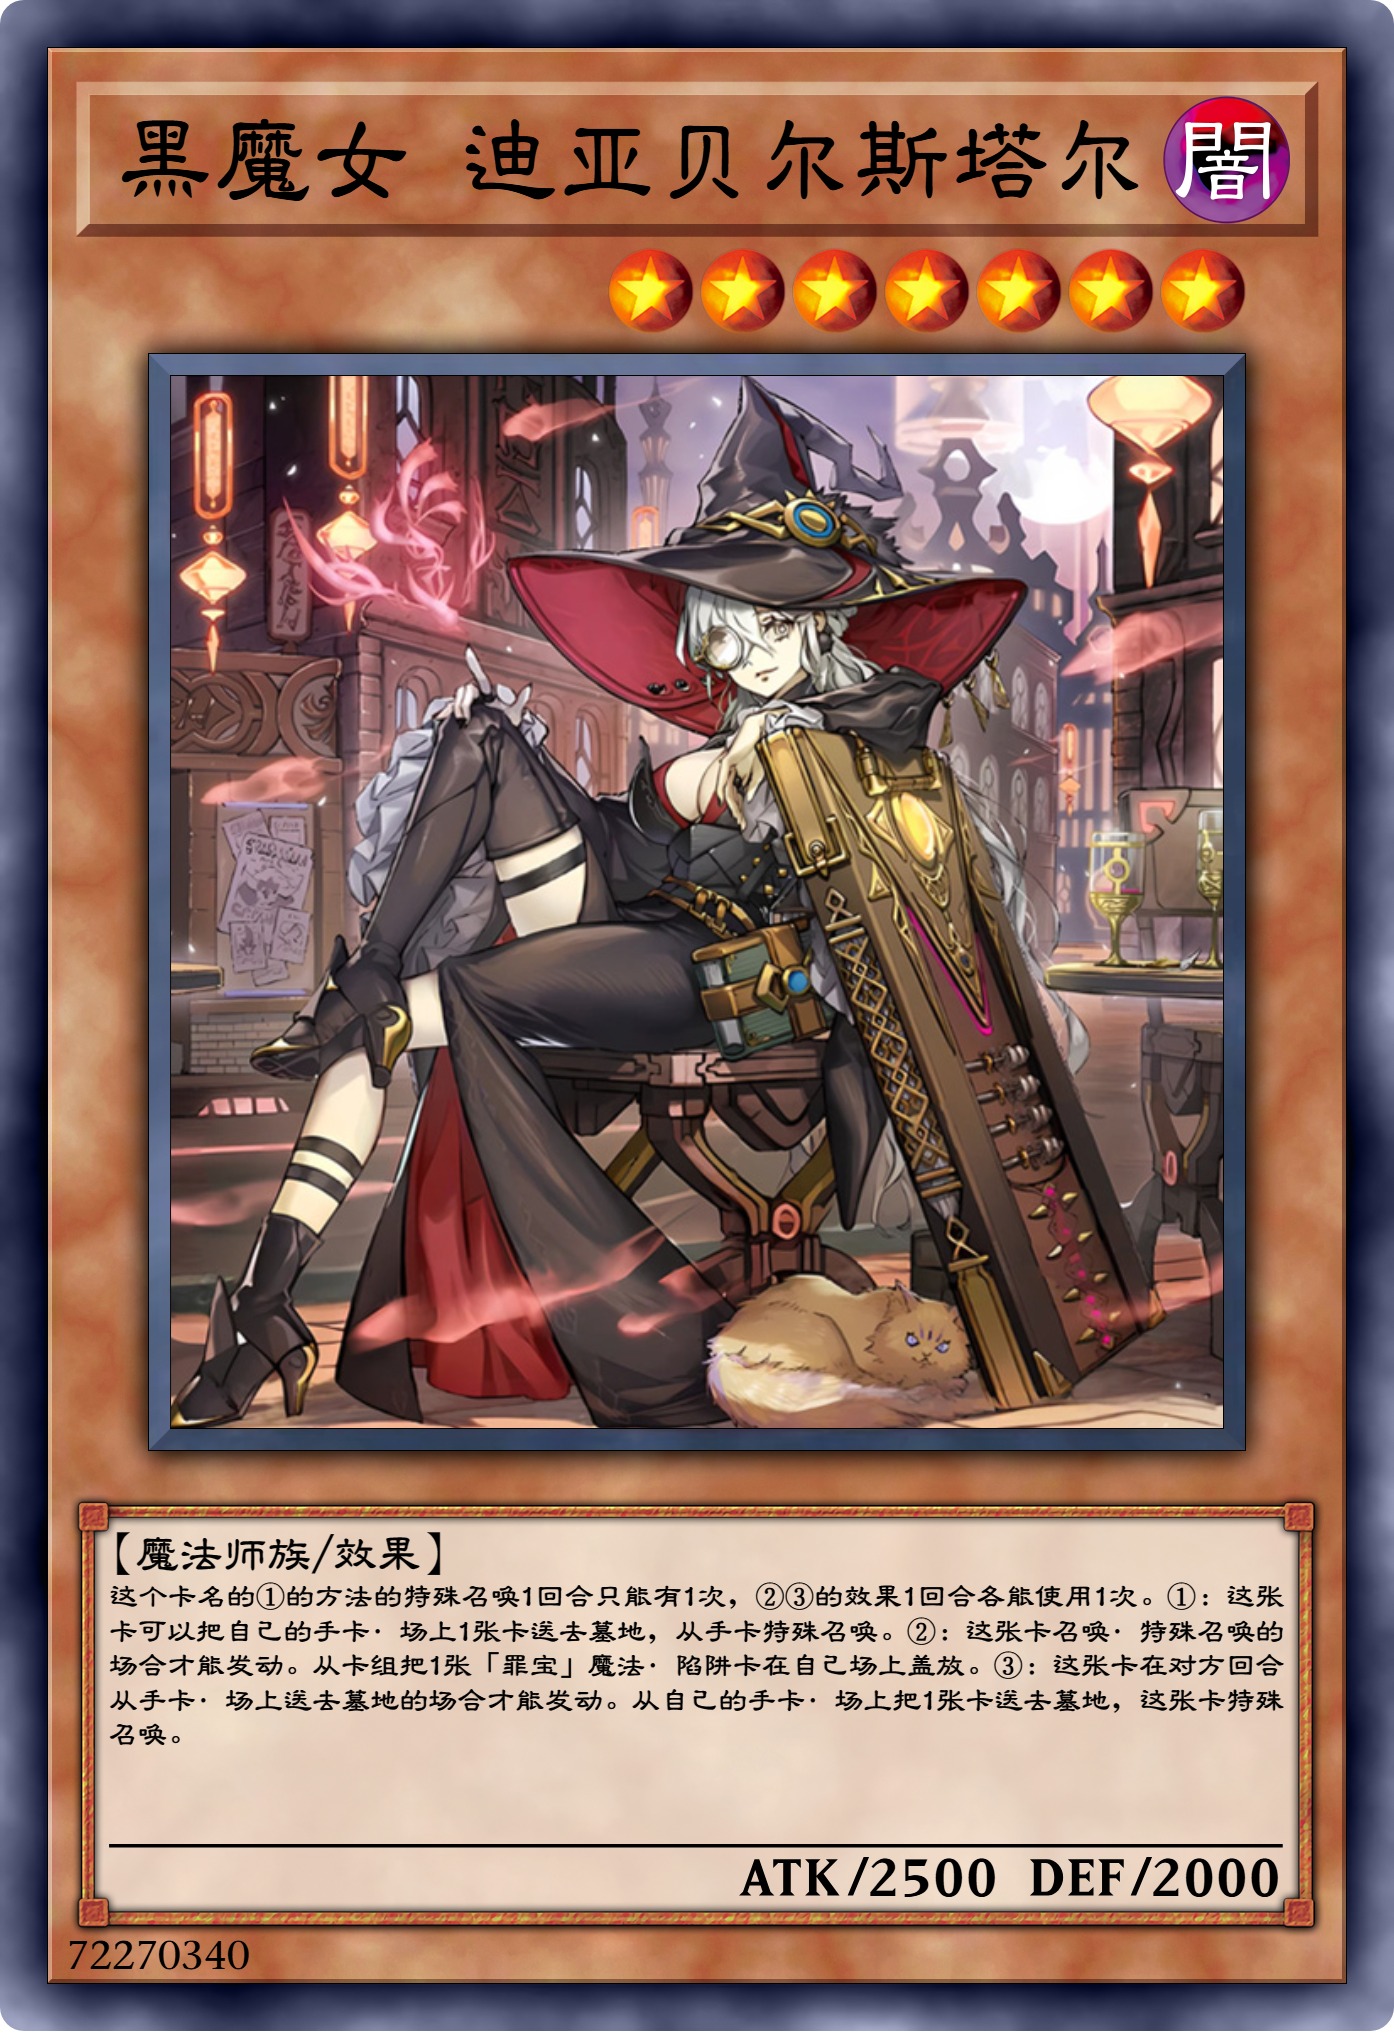 黑魔女 迪亚贝尔斯塔尔 闇
【魔法师族/效果】
这个卡名的①的方法的特殊召唤1回合只能有1次，②③的效果1回合各能使用1次。①：这张
卡可以把自己的手卡·场上1张卡送去墓地，从手卡特殊召唤。②：这张卡召唤·特殊召唤的
场合才能发动。从卡组把1张「罪宝」魔法·陷阱卡在自己场上盖放。③：这张卡在对方回合
从手卡·场上送去墓地的场合才能发动。从自己的手卡·场上把1张卡送去墓地，这张卡特殊
召唤。
ATK/2500 DEF/2000
72270340